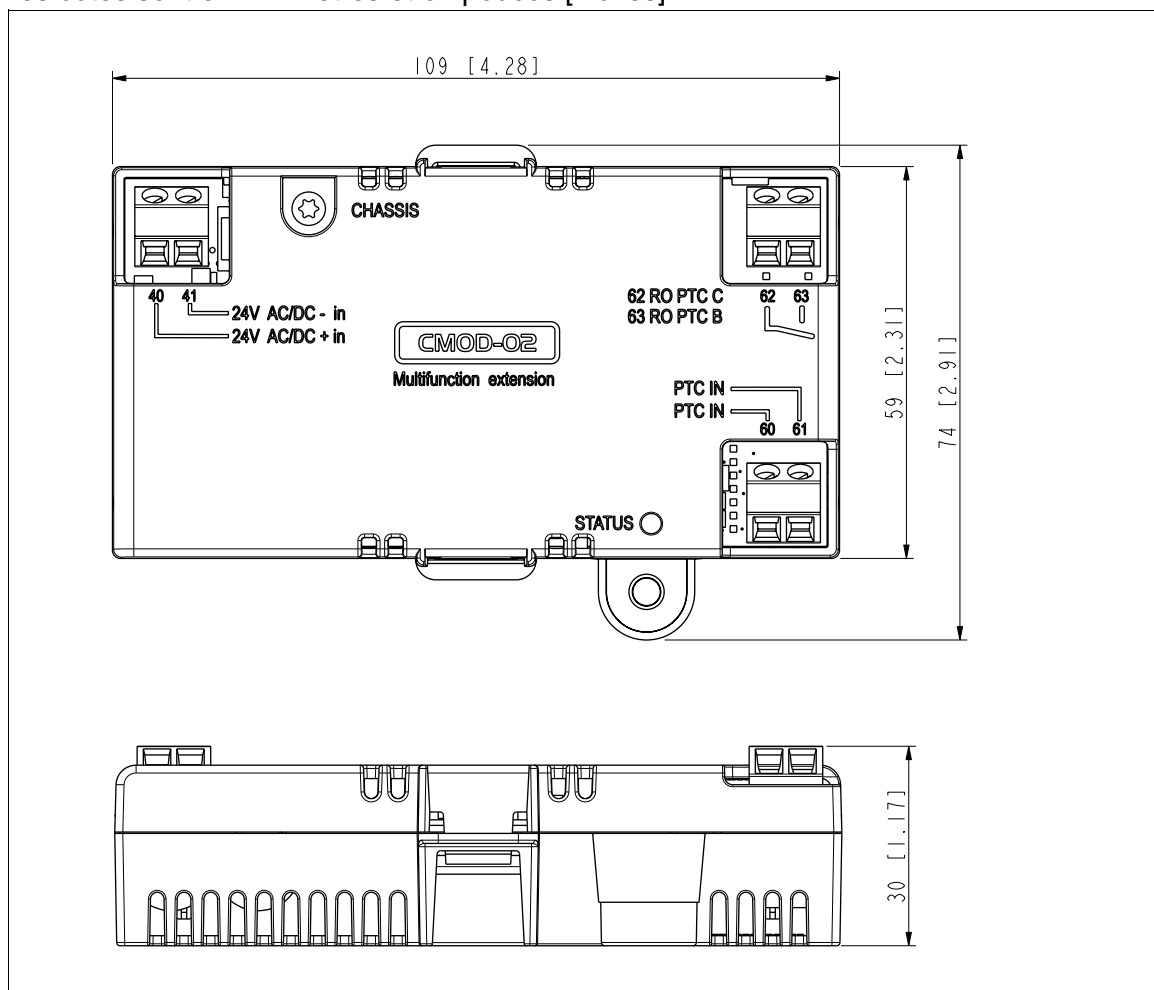 109 [4.28]
CHASSIS
40 41
24V AC/DC - in
24V AC/DC + in
62 RO PTC C
63 RO PTC B
62 63
CMOD-02
Multifunction extension
PTC IN
PTC IN
60 61
STATUS
59 [2.31]
74 [2.91]
30 [1.17]